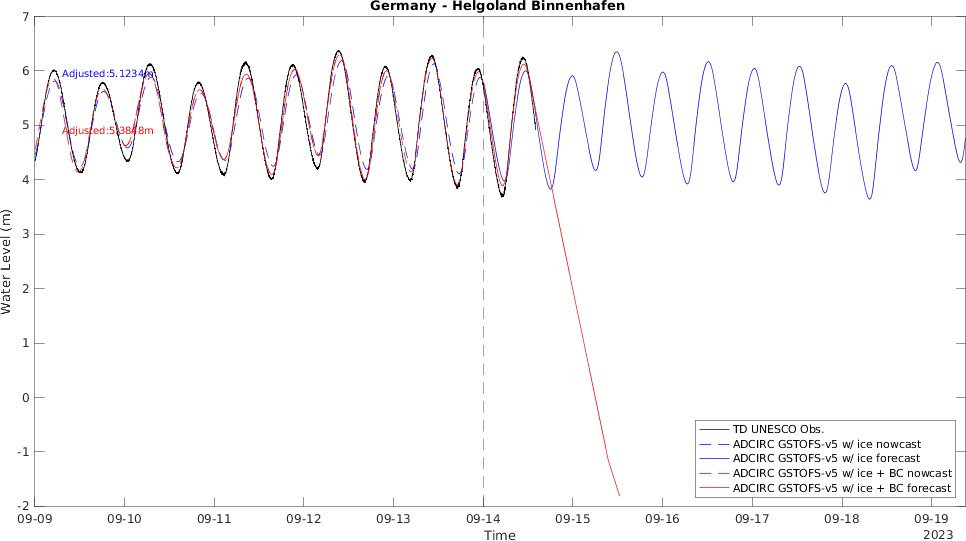 Germany - Helgoland Binnenhafen
7
6
5
4
3
2
1
0
-1
-2
Water Level (m)
Adjusted:5.1234m
Adjusted:5.3848m
TD UNESCO Obs.
ADCIRC GSTOFS-v5 w/ ice nowcast
ADCIRC GSTOFS-v5 w/ ice forecast
ADCIRC GSTOFS-v5 w/ ice + BC nowcast
ADCIRC GSTOFS-v5 w/ ice + BC forecast
09-09 09-10 09-11 09-12 09-13 09-14 09-15 09-16 09-17 09-18 09-19
Time
2023